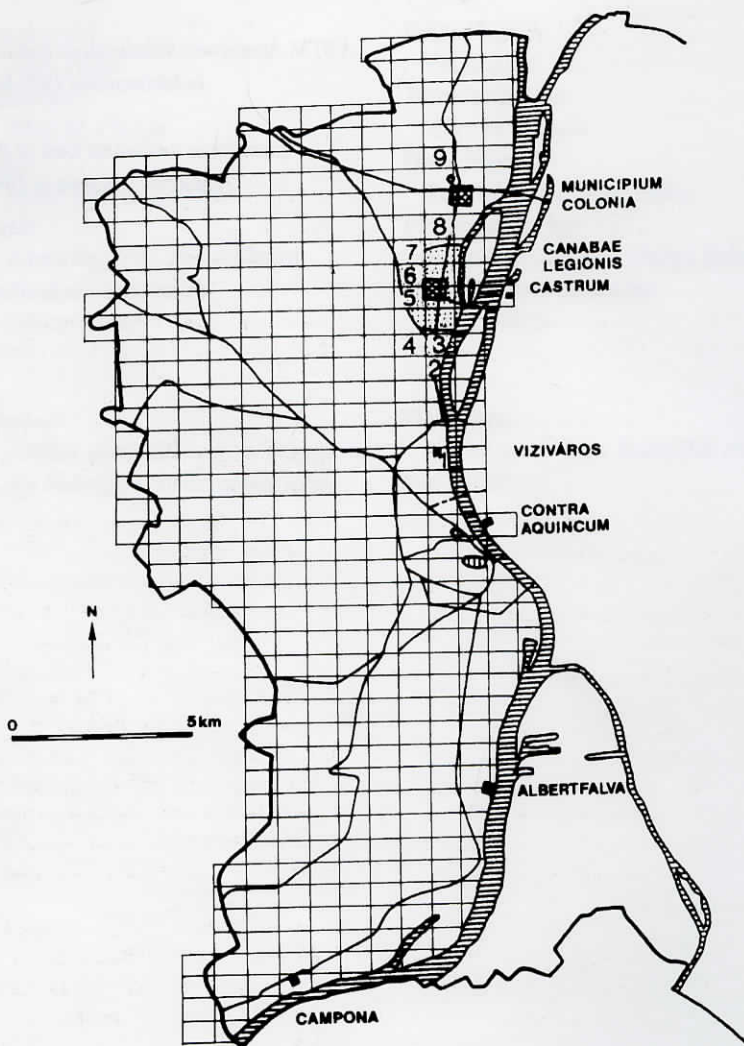 9
MUNICIPIUM
COLONIA
8
7
CANABAE
LEGIONIS
6
CASTRUM
5
4 3
2
VIZIVÁROS
1
CONTRA
AQUINCUM
N
0 5km
ALBERTFALVA
CAMPONA